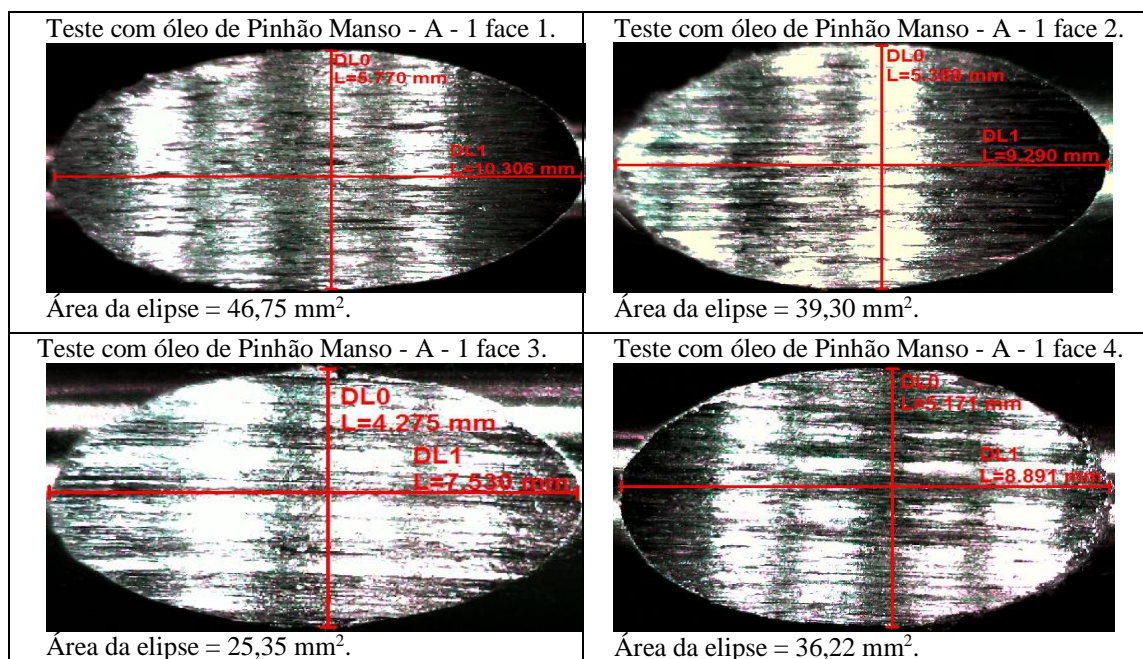 Teste com óleo de Pinhão Manso - A - 1 face 1.
DL0
L=5.770 mm
DL1
L=10.306 mm
Área da elipse = 46,75 mm².
Teste com óleo de Pinhão Manso - A - 1 face 2.
DL0
L=5.389 mm
DL1
L=9.290 mm
Área da elipse = 39,30 mm².
Teste com óleo de Pinhão Manso - A - 1 face 3.
DL0
L=4.275 mm
DL1
L=7.530 mm
Área da elipse = 25,35 mm².
Teste com óleo de Pinhão Manso - A - 1 face 4.
DL0
L=5.171 mm
DL1
L=8.891 mm
Área da elipse = 36,22 mm².